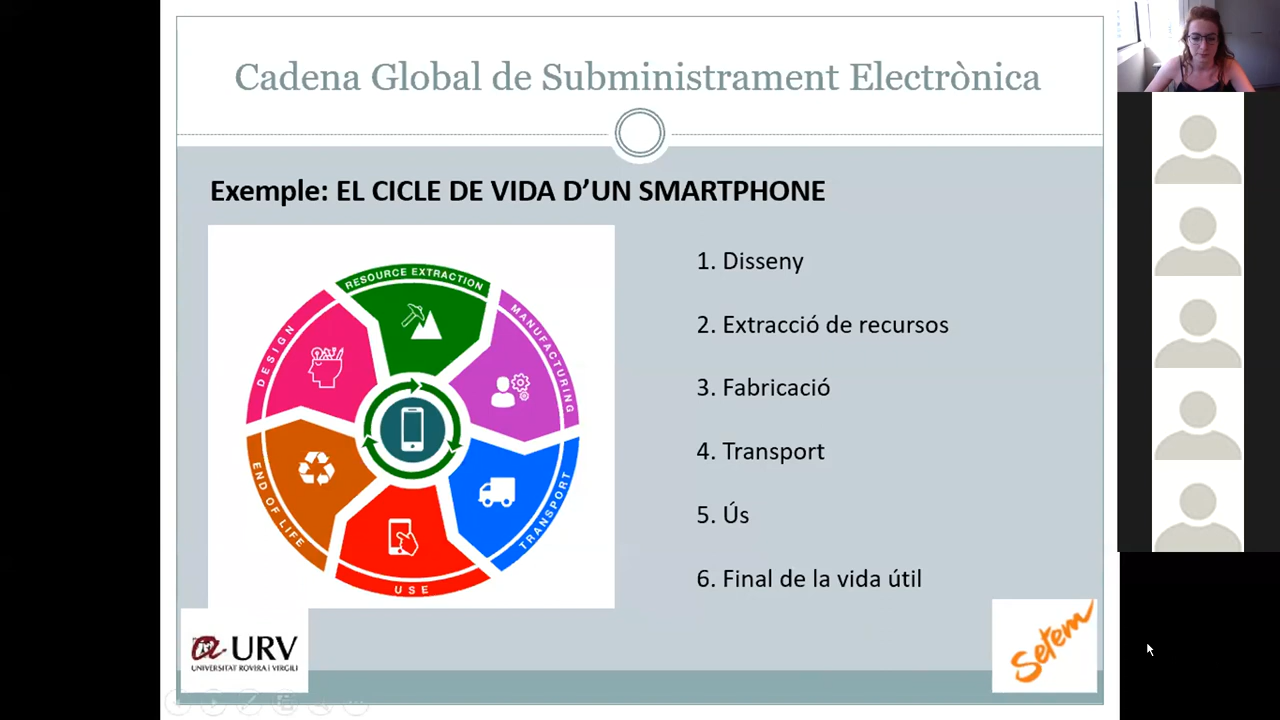 Cadena Global de Subministrament Electrònica
Exemple: EL CICLE DE VIDA D’UN SMARTPHONE
RESOURCE EXTRACTION
MANUFACTURING
TRANSPORT
USE
END OF LIFE
DESIGN
1. Disseny
2. Extracció de recursos
3. Fabricació
4. Transport
5. Ús
6. Final de la vida útil
URV
UNIVERSITAT ROVIRA i VIRGILI
Setem